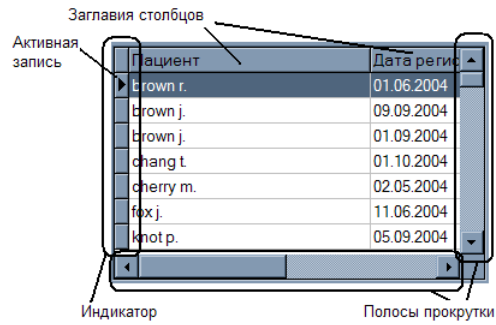 Заглавия столбцов
Активная
запись
Пациент Дата регис
brown r. 01.06.2004
brown j. 09.09.2004
brown j. 01.09.2004
chang t. 01.10.2004
cherry m. 02.05.2004
fox j. 11.06.2004
knot p. 05.09.2004
Индикатор Полосы прокрутки